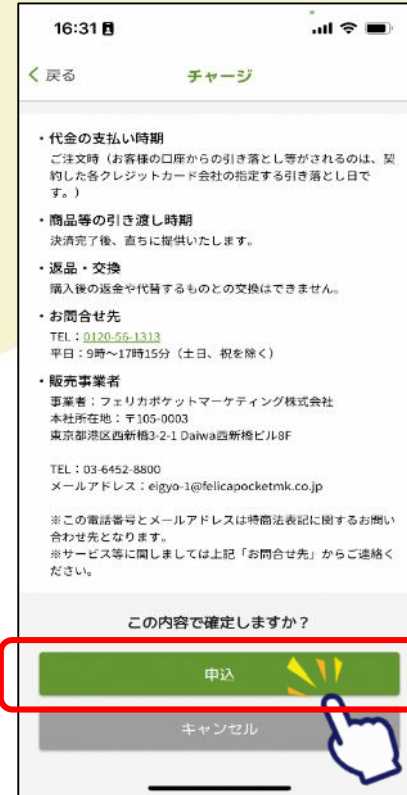 16:31
戻る
チャージ
・代金の支払い時期
ご注文時（お客様の口座からの引き落とし等がされるのは、契
約した各クレジットカード会社の指定する引き落とし日で
す。）
・商品等の引き渡し時期
決済完了後、直ちに提供いたします。
・返品・交換
購入後の返金や代替するものとの交換はできません。
・お問合せ先
TEL：0120-56-1313
平日：9時～17時15分（土日、祝を除く）
・販売事業者
事業者：フェリカポケットマーケティング株式会社
本社所在地：〒105-0003
東京都港区西新橋3-2-1 Daiwa西新橋ビル8F
TEL：03-6452-8800
メールアドレス：eigyo-1@felicapocketmk.co.jp
※この電話番号とメールアドレスは特商法表記に関するお問い
合わせ先となります。
※サービス等に関しましては上記「お問合せ先」からご連絡く
ださい。
この内容で確定しますか？
申込
キャンセル